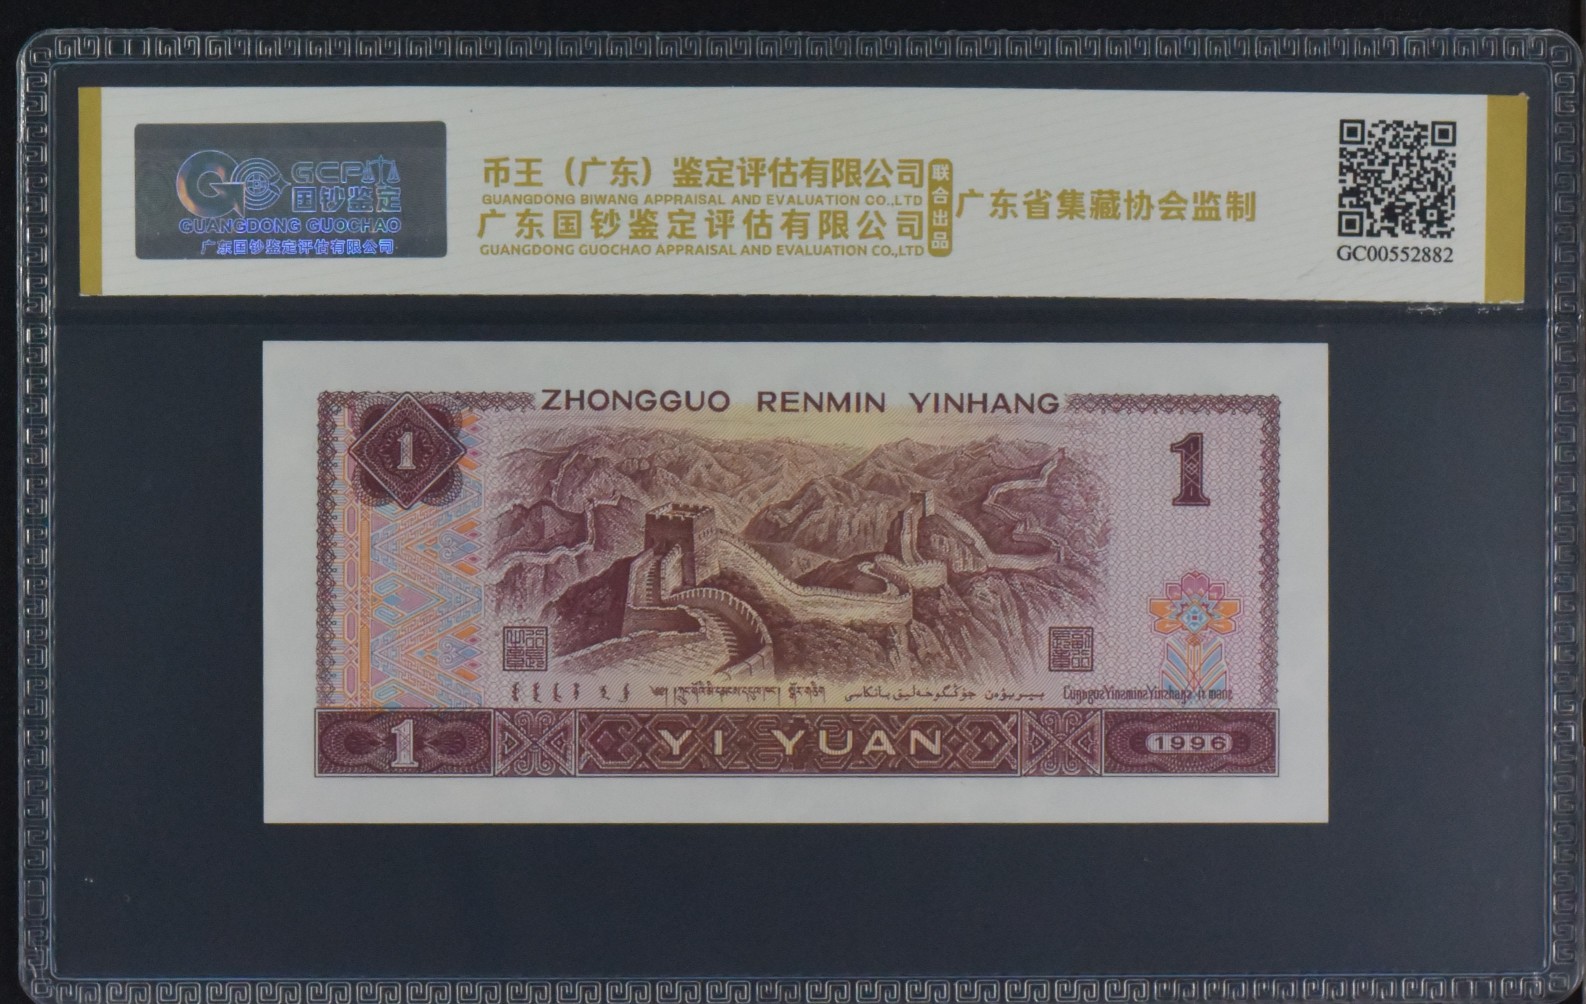 GCP
国钞鉴定
GUANGDONG GUOCHAO
广东国钞鉴定评估有限公司
币王（广东）鉴定评估有限公司
GUANGDONG BIWANG APPRAISAL AND EVALUATION CO.,LTD
广东国钞鉴定评估有限公司
GUANGDONG GUOCHAO APPRAISAL AND EVALUATION CO.,LTD
联合出品
广东省集藏协会监制
GC00552882
ZHONGGUO RENMIN YINHANG
1
1
1
YI YUAN
1996